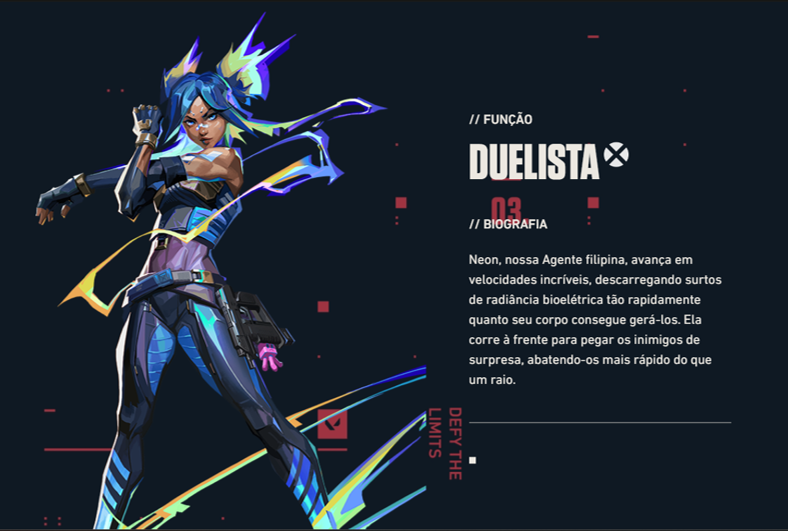 // FUNÇÃO
DUELISTA
03.
// BIOGRAFIA
Neon, nossa Agente filipina, avança em
velocidades incríveis, descarregando surtos
de radiância bioelétrica tão rapidamente
quanto seu corpo consegue gerá-los. Ela
corre à frente para pegar os inimigos de
surpresa, abatendo-os mais rápido do que
um raio.
DEFY THE
LIMITS